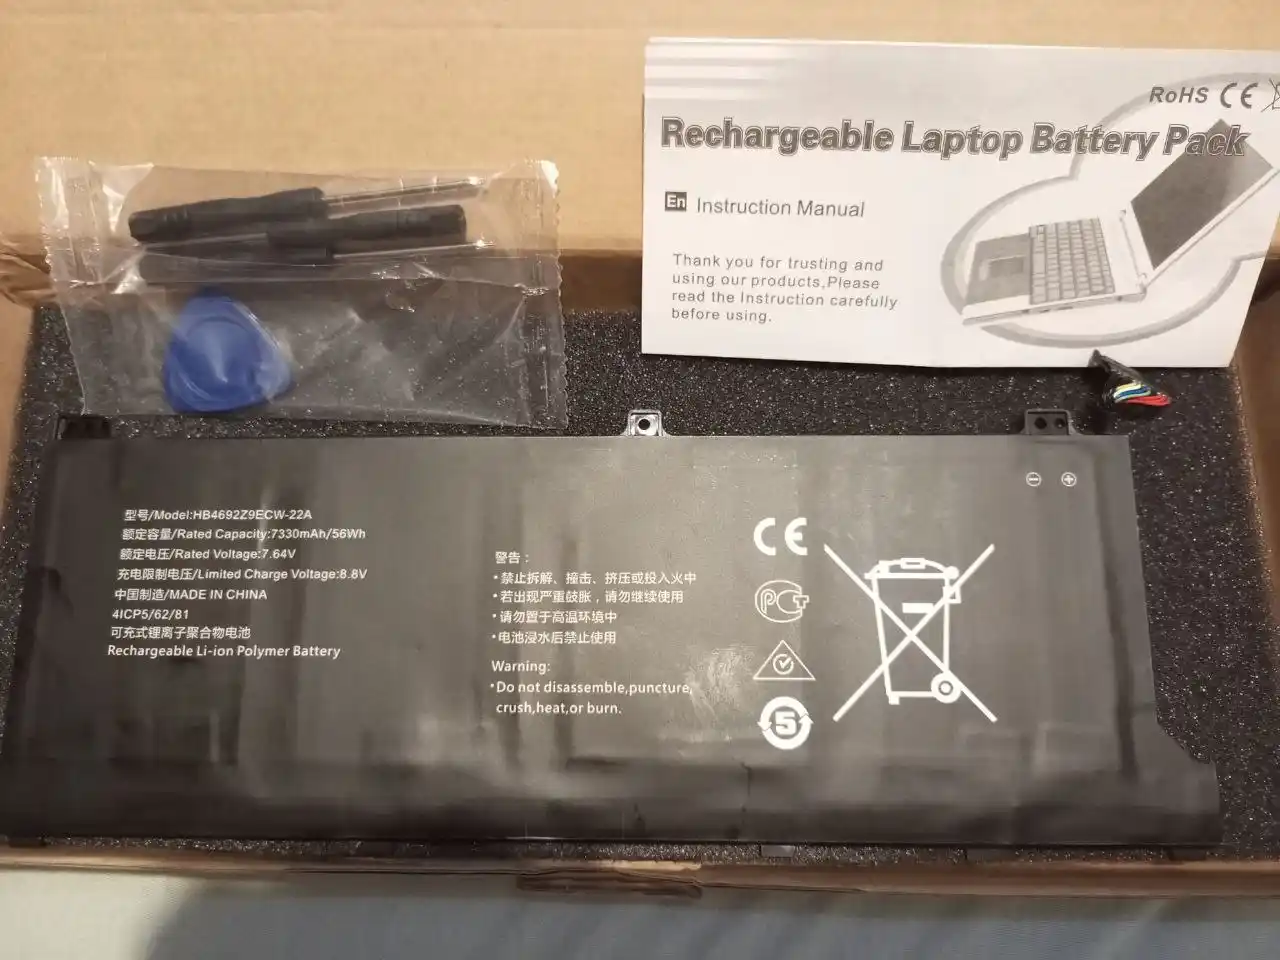 RoHS CE
Rechargeable Laptop Battery Pack
En Instruction Manual
Thank you for trusting and
using our products,Please
read the Instruction carefully
before using.
型号/Model:HB4692Z9ECW-22A
额定容量/Rated Capacity:7330mAh/56Wh
额定电压/Rated Voltage:7.64V
充电限制电压/Limited Charge Voltage:8.8V
中国制造/MADE IN CHINA
4ICP5/62/81
可充式锂离子聚合物电池
Rechargeable Li-ion Polymer Battery
警告：
·禁止拆解、撞击、挤压或投入火中
·若出现严重鼓胀，请勿继续使用
·请勿置于高温环境中
·电池浸水后禁止使用
Warning:
·Do not disassemble,puncture,
crush,heat,or burn.
CE
PCT
5
− +